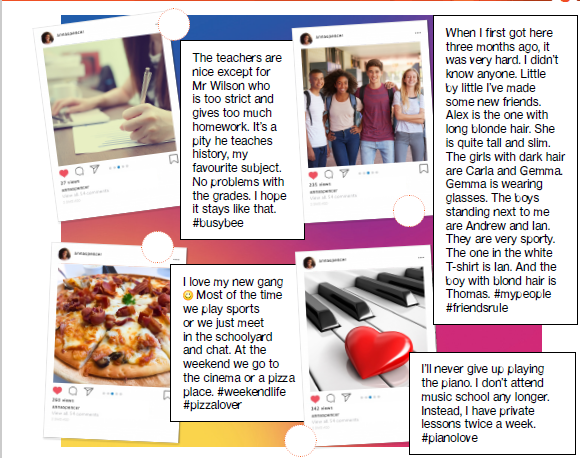 annaspencer
27 views
annaspencer
The teachers are
nice except for
Mr Wilson who
is too strict and
gives too much
homework. It's a
pity he teaches
history, my
favourite subject.
No problems with
the grades. I hope
it stays like that.
#busybee
annaspencer
235 views
annaspencer
When I first got here
three months ago, it
was very hard. I didn't
know anyone. Little
by little I've made
some new friends.
Alex is the one with
long blonde hair. She
is quite tall and slim.
The girls with dark hair
are Carla and Gemma.
Gemma is wearing
glasses. The boys
standing next to me
are Andrew and Ian.
They are very sporty.
The one in the white
T-shirt is Ian. And the
boy with blond hair is
Thomas. #mypeople
#friendsrule
annaspencer
annaspencer
I love my new gang
😊 Most of the time
we play sports
or we just meet
in the schoolyard
and chat. At the
weekend we go to
the cinema or a pizza
place. #weekendlife
#pizzalover
annaspencer
342 views
annaspencer
I'll never give up playing
the piano. I don't attend
music school any longer.
Instead, I have private
lessons twice a week.
#pianolove